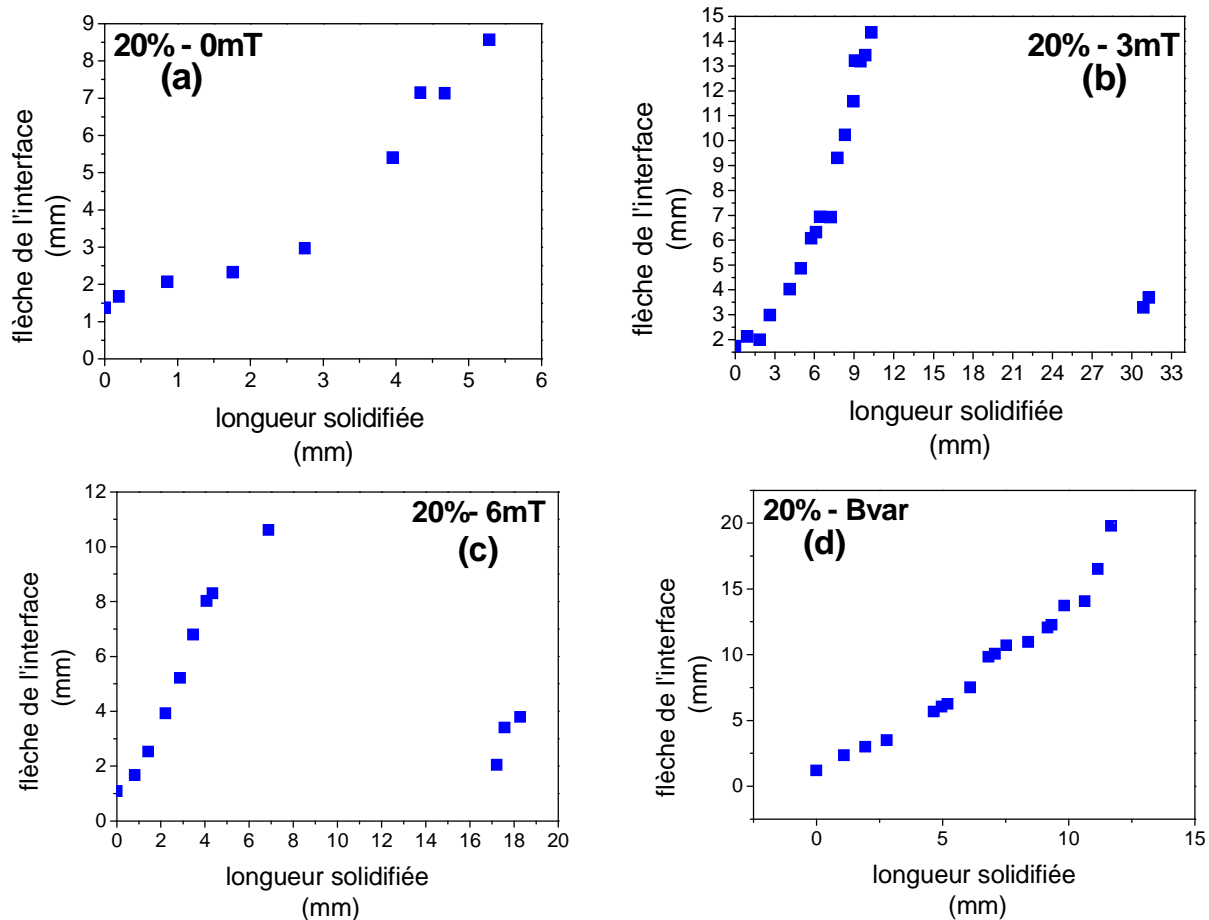 20% - 0mT
(a)
flèche de l'interface
(mm)
9
8
7
6
5
4
3
2
1
0
0 1 2 3 4 5 6
longueur solidifiée
(mm)
20% - 3mT
(b)
flèche de l'interface
(mm)
15
14
13
12
11
10
9
8
7
6
5
4
3
2
0 3 6 9 12 15 18 21 24 27 30 33
longueur solidifiée
(mm)
20%- 6mT
(c)
flèche de l'interface
(mm)
12
10
8
6
4
2
0
0 2 4 6 8 10 12 14 16 18 20
longueur solidifiée
(mm)
20% - Bvar
(d)
flèche de l'interface
(mm)
20
15
10
5
0
0 5 10 15
longueur solidifiée
(mm)